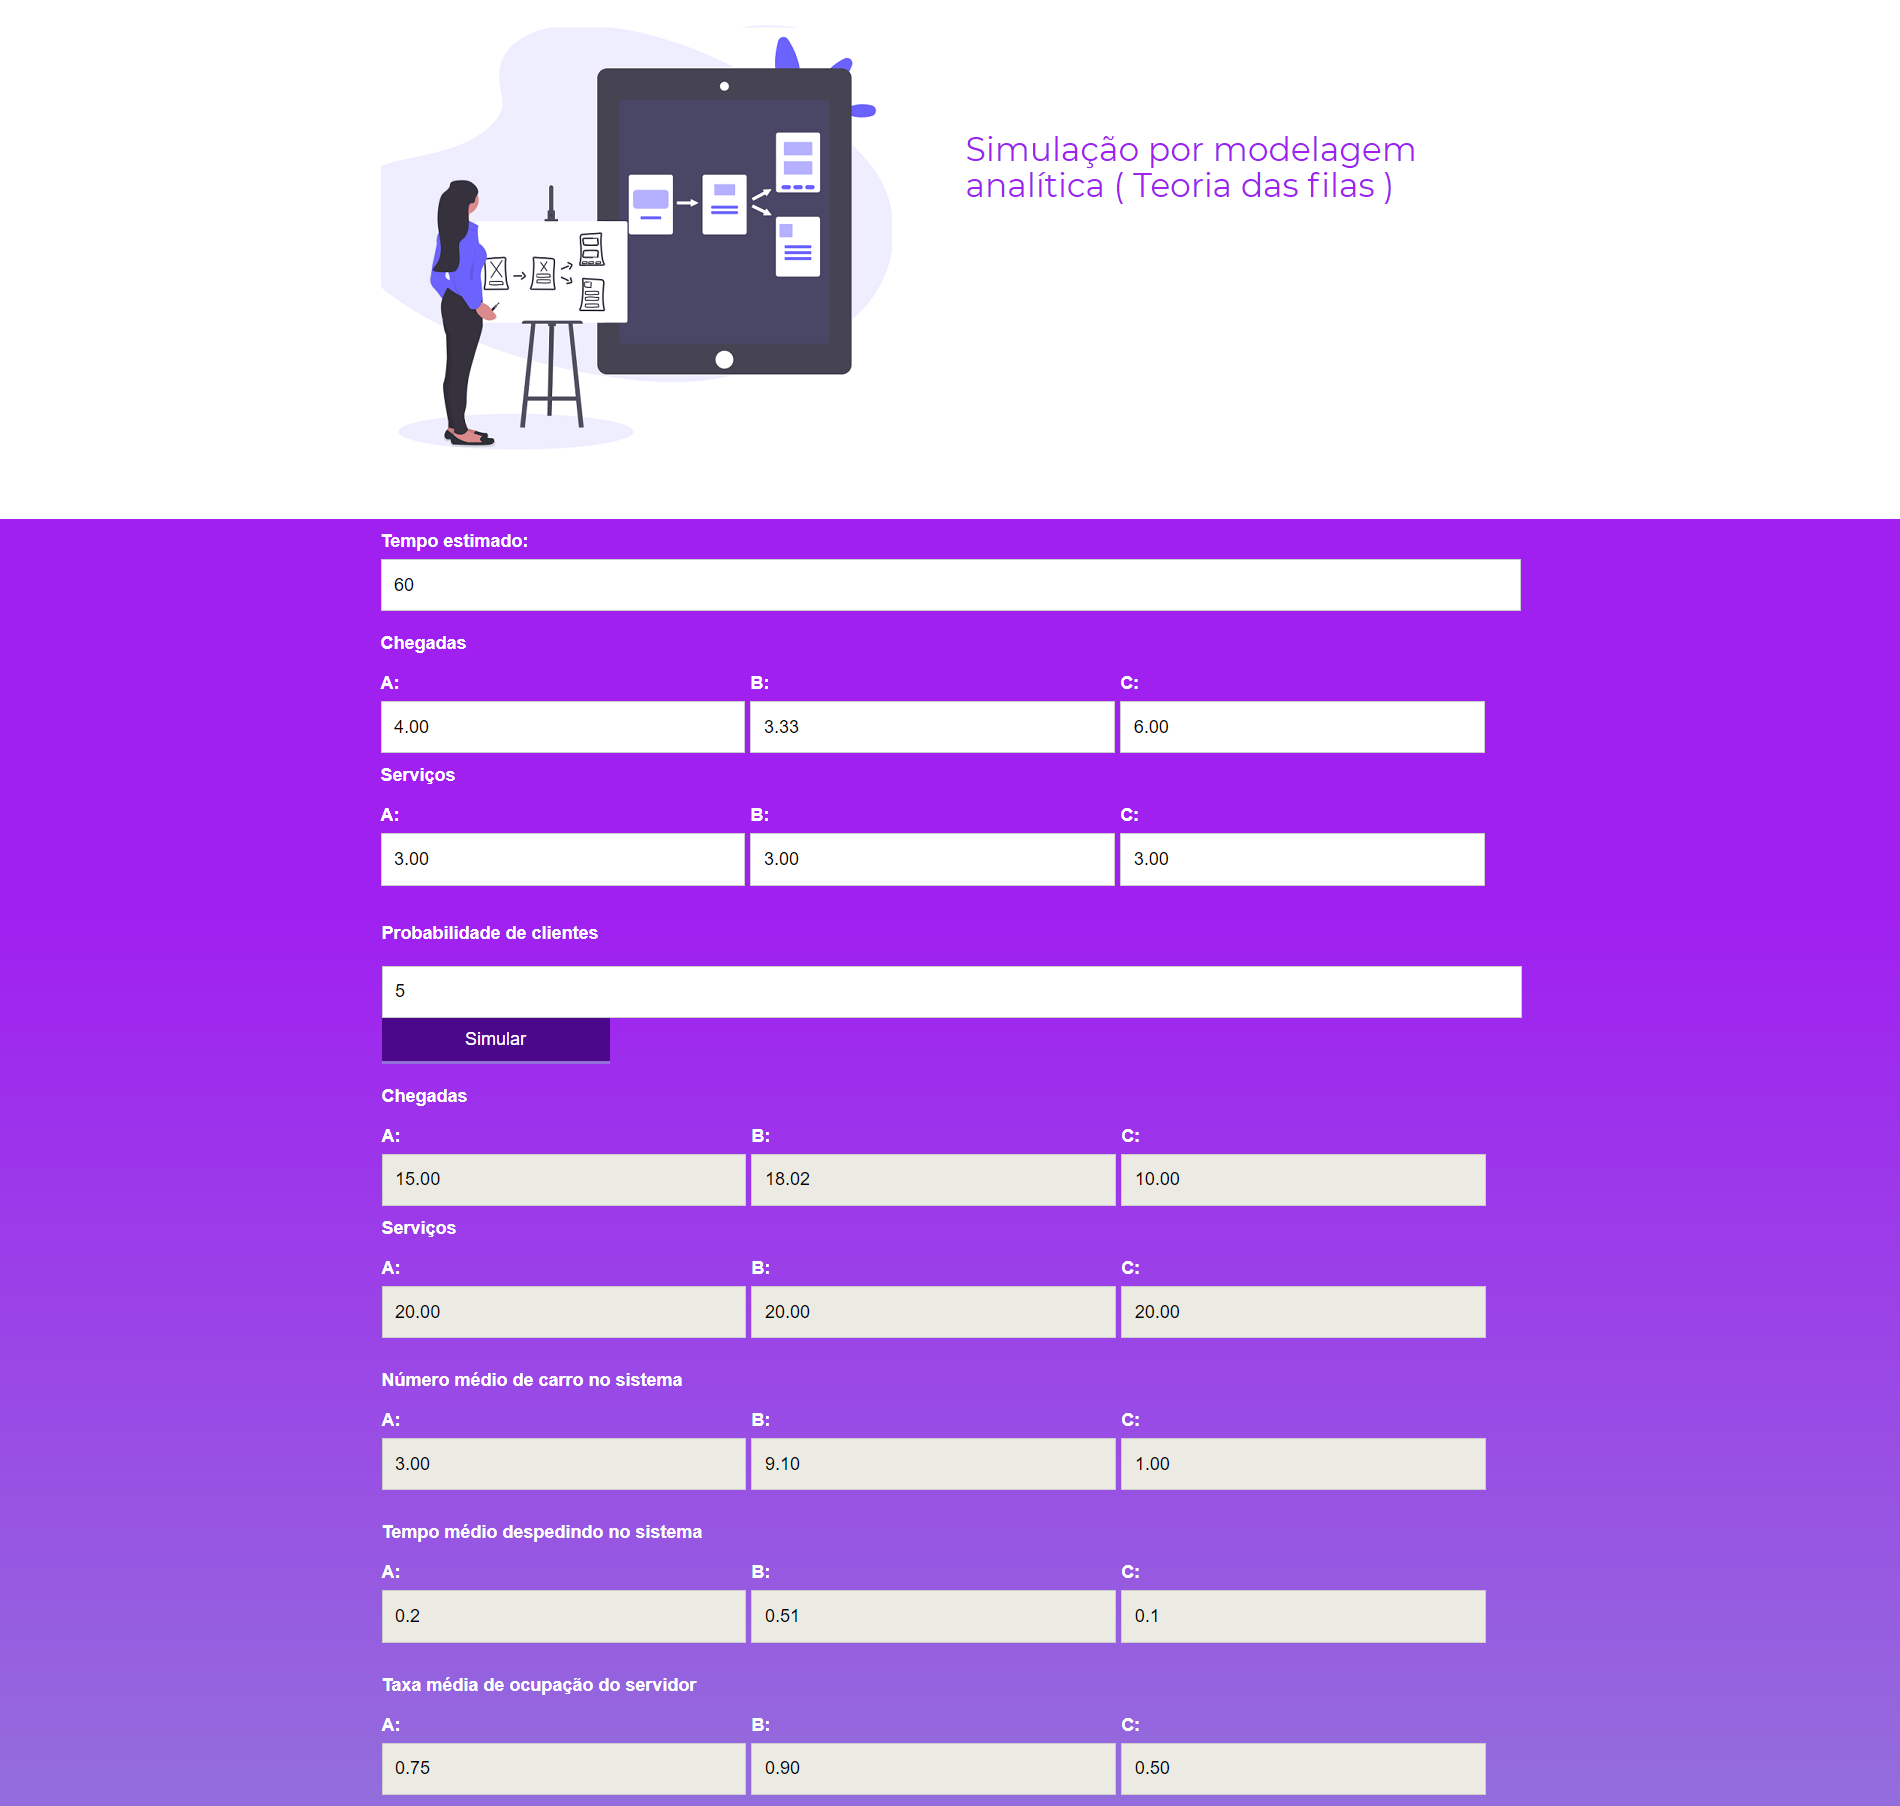 Simulação por modelagem
analítica ( Teoria das filas )
Tempo estimado:
60
Chegadas
A: B: C:
4.00 3.33 6.00
Serviços
A: B: C:
3.00 3.00 3.00
Probabilidade de clientes
5
Simular
Chegadas
A: B: C:
15.00 18.02 10.00
Serviços
A: B: C:
20.00 20.00 20.00
Número médio de carro no sistema
A: B: C:
3.00 9.10 1.00
Tempo médio despedindo no sistema
A: B: C:
0.2 0.51 0.1
Taxa média de ocupação do servidor
A: B: C:
0.75 0.90 0.50